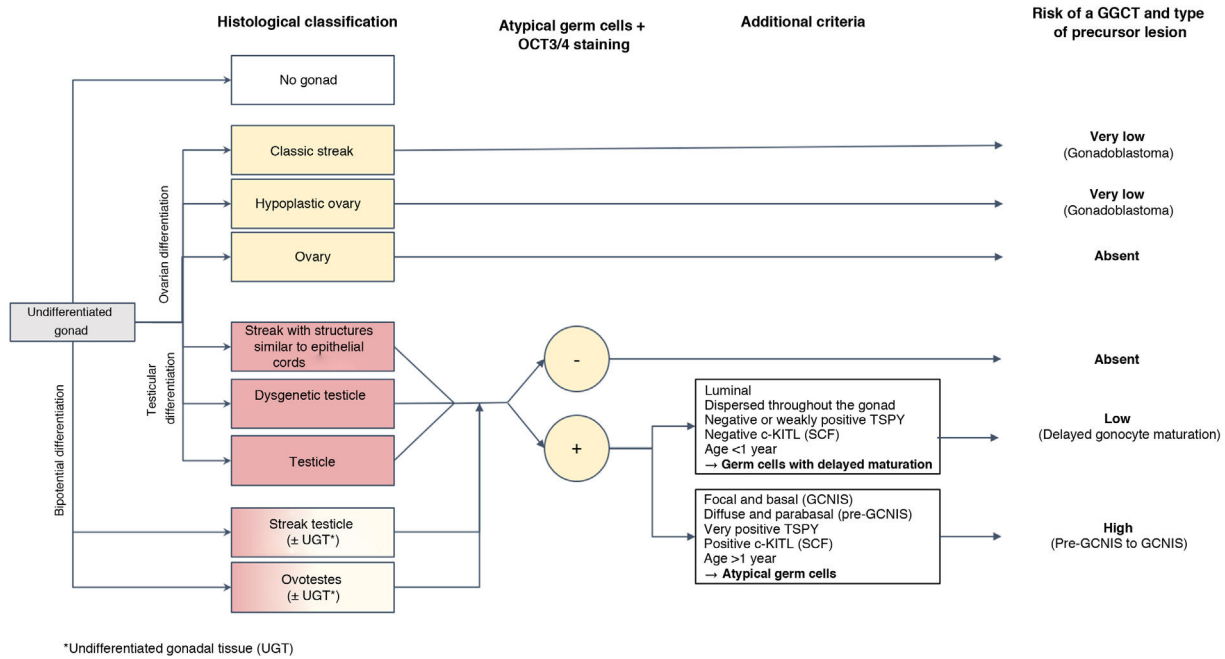 Histological classification
Atypical germ cells +
OCT3/4 staining
Additional criteria
Risk of a GGCT and type
of precursor lesion
No gonad
Classic streak
Very low
(Gonadoblastoma)
Hypoplastic ovary
Very low
(Gonadoblastoma)
Ovary
Absent
Ovarian differentiation
Undifferentiated
gonad
Testicular
differentiation
Bipotential differentiation
Streak with structures
similar to epithelial
cords
-
Absent
Dysgenetic testicle
Testicle
+
Luminal
Dispersed throughout the gonad
Negative or weakly positive TSPY
Negative c-KITL (SCF)
Age <1 year
→ Germ cells with delayed maturation
Low
(Delayed gonocyte maturation)
Streak testicle
(± UGT*)
Ovotestes
(± UGT*)
Focal and basal (GCNIS)
Diffuse and parabasal (pre-GCNIS)
Very positive TSPY
Positive c-KITL (SCF)
Age >1 year
→ Atypical germ cells
High
(Pre-GCNIS to GCNIS)
*Undifferentiated gonadal tissue (UGT)